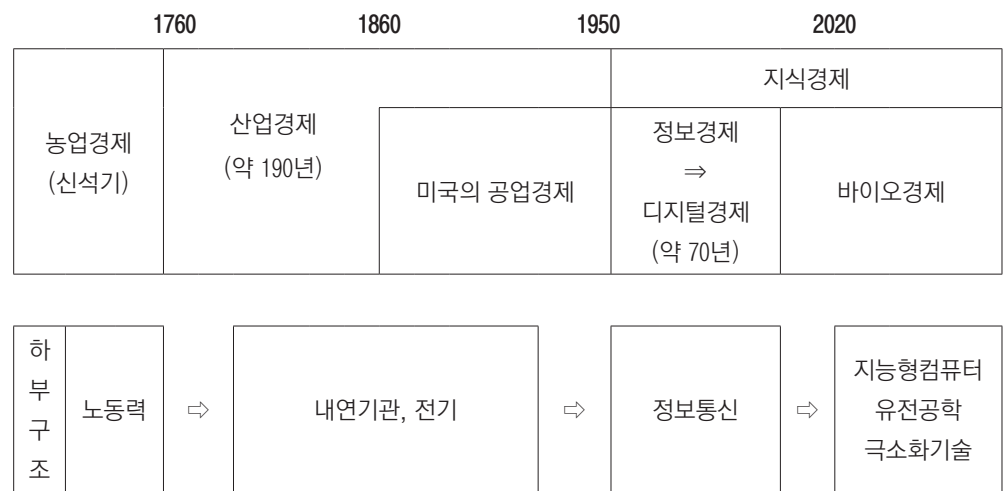 1760 1860 1950 2020
지식경제
농업경제
(신석기)
산업경제
(약 190년)
미국의 공업경제
정보경제
⇒
디지털경제
(약 70년)
바이오경제
하
부
구
조
노동력
⇨
내연기관, 전기
⇨
정보통신
⇨
지능형컴퓨터
유전공학
극소화기술